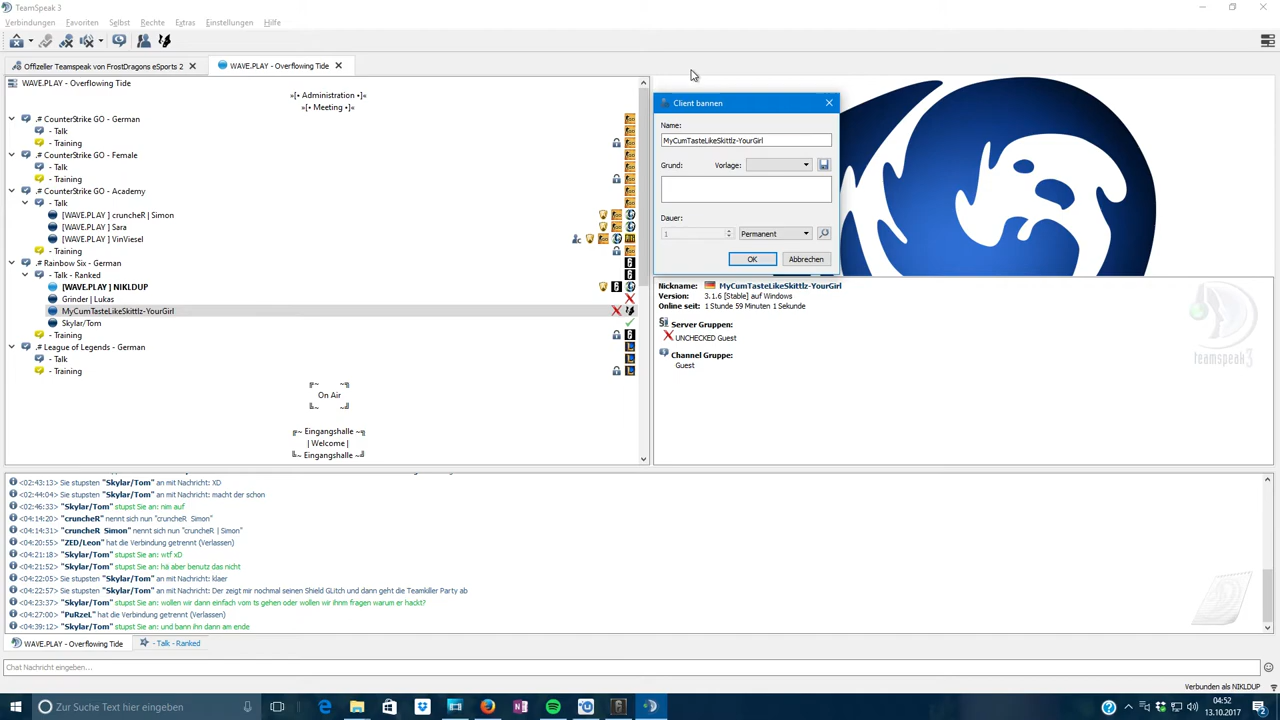 TeamSpeak 3
Verbindungen Favoriten Selbst Rechte Extras Einstellungen Hilfe
Offizeller Teamspeak von FrostDragons eSports 2
WAVE.PLAY - Overflowing Tide
WAVE.PLAY - Overflowing Tide
»[• Administration •]»
»[• Meeting •]«
.# CounterStrike GO - German
- Talk
- Training
.# CounterStrike GO - Female
- Talk
- Training
.# CounterStrike GO - Academy
- Talk
[WAVE.PLAY ] cruncheR | Simon
[WAVE.PLAY ] Sara
[WAVE.PLAY ] VinViesel
- Training
.# Rainbow Six - German
- Talk - Ranked
[WAVE.PLAY ] NIKLDUP
Grinder | Lukas
MyCumTasteLikeSkittlz-YourGirl
Skylar/Tom
- Training
.# League of Legends - German
- Talk
- Training
╔~ ~╗
On Air
╚~ ~╝
╔~ Eingangshalle ~╗
| Welcome |
╚~ Eingangshalle ~╝
Client bannen
Name:
MyCumTasteLikeSkittlz-YourGirl
Grund: Vorlage:
Dauer:
1 Permanent
OK Abbrechen
Nickname: MyCumTasteLikeSkittlz-YourGirl
Version: 3.1.6 [Stable] auf Windows
Online seit: 1 Stunde 59 Minuten 1 Sekunde
Server Gruppen:
UNCHECKED Guest
Channel Gruppe:
Guest
teamspeak3
<02:43:13> Sie stupsten "Skylar/Tom" an mit Nachricht: XD
<02:44:04> Sie stupsten "Skylar/Tom" an mit Nachricht: macht der schon
<02:46:33> "Skylar/Tom" stupst Sie an: nim auf
<04:14:20> "cruncheR" nennt sich nun "cruncheR Simon"
<04:14:31> "cruncheR Simon" nennt sich nun "cruncheR | Simon"
<04:20:55> "ZED/Leon" hat die Verbindung getrennt (Verlassen)
<04:21:18> "Skylar/Tom" stupst Sie an: wtf xD
<04:21:52> "Skylar/Tom" stupst Sie an: hä aber benutz das nicht
<04:22:05> Sie stupsten "Skylar/Tom" an mit Nachricht: klaer
<04:22:57> Sie stupsten "Skylar/Tom" an mit Nachricht: Der zeigt mir nochmal seinen Shield GLitch und dann geht die Teamkiller Party ab
<04:23:37> "Skylar/Tom" stupst Sie an: wollen wir dann einfach vom ts gehen oder wollen wir ihnm fragen warum er hackt?
<04:27:00> "PuRzeL" hat die Verbindung getrennt (Verlassen)
<04:39:12> "Skylar/Tom" stupst Sie an: und bann ihn dann am ende
WAVE.PLAY - Overflowing Tide
- Talk - Ranked
Chat Nachricht eingeben...
Verbunden als NIKLDUP
Zur Suche Text hier eingeben
04:52
13.10.2017
2